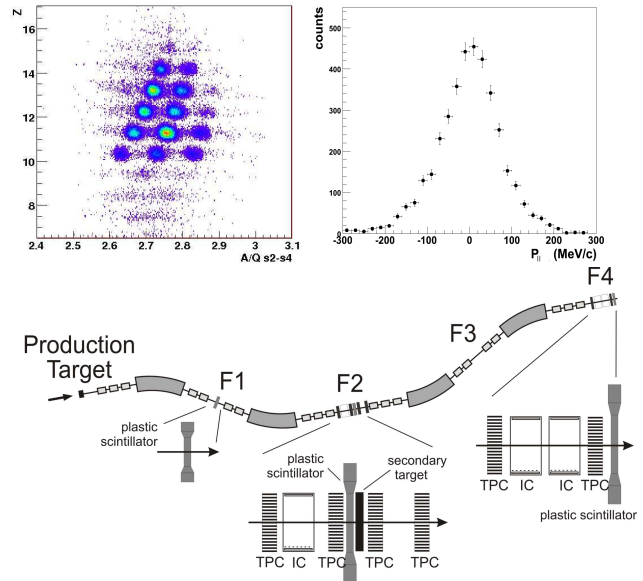 Z
16
14
12
10
8
2.4 2.5 2.6 2.7 2.8 2.9 3 3.1
A/Q s2-s4
counts
500
400
300
200
100
0
-300 -200 -100 0 100 200 300
P|| (MeV/c)
Production
Target
F1
F2
F3
F4
plastic
scintillator
plastic
scintillator
secondary
target
TPC IC TPC TPC TPC
TPC IC IC TPC
plastic scintillator